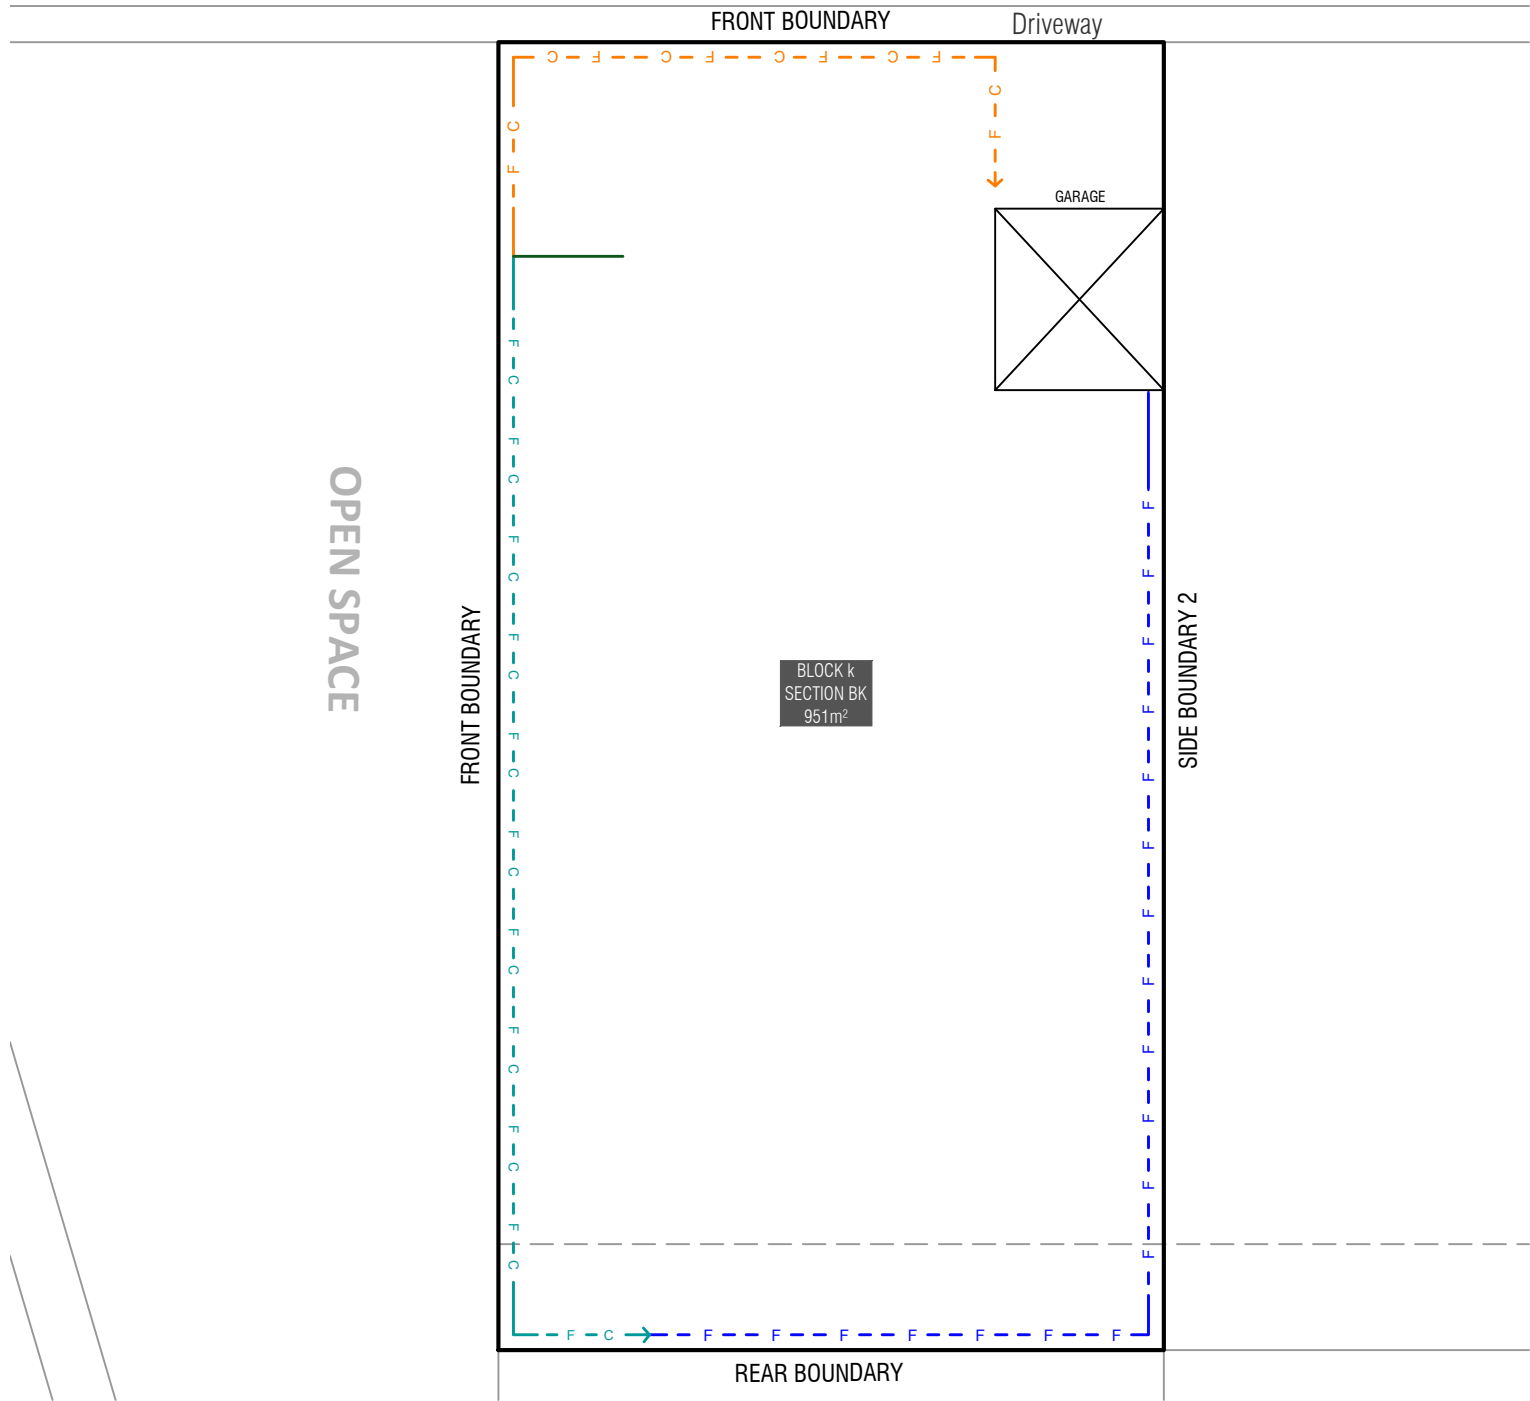 FRONT BOUNDARY
Driveway
C F C F C F C F
C F
C F
GARAGE
OPEN SPACE
FRONT BOUNDARY
F C F C F C F C F C F C F C F C F C F C
BLOCK k
SECTION BK
951m²
SIDE BOUNDARY 2
F F F F F F F F F F F F
F C
F F F F F F F
REAR BOUNDARY